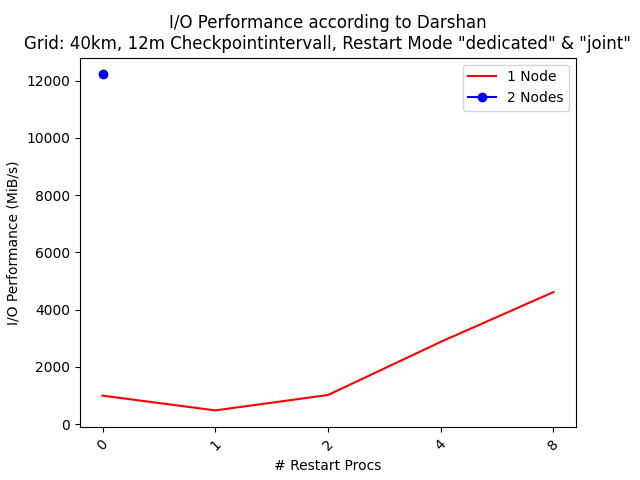 I/O Performance according to Darshan
Grid: 40km, 12m Checkpointintervall, Restart Mode "dedicated" & "joint"
1 Node
2 Nodes
I/O Performance (MiB/s)
12000
10000
8000
6000
4000
2000
0
0 1 2 4 8
# Restart Procs